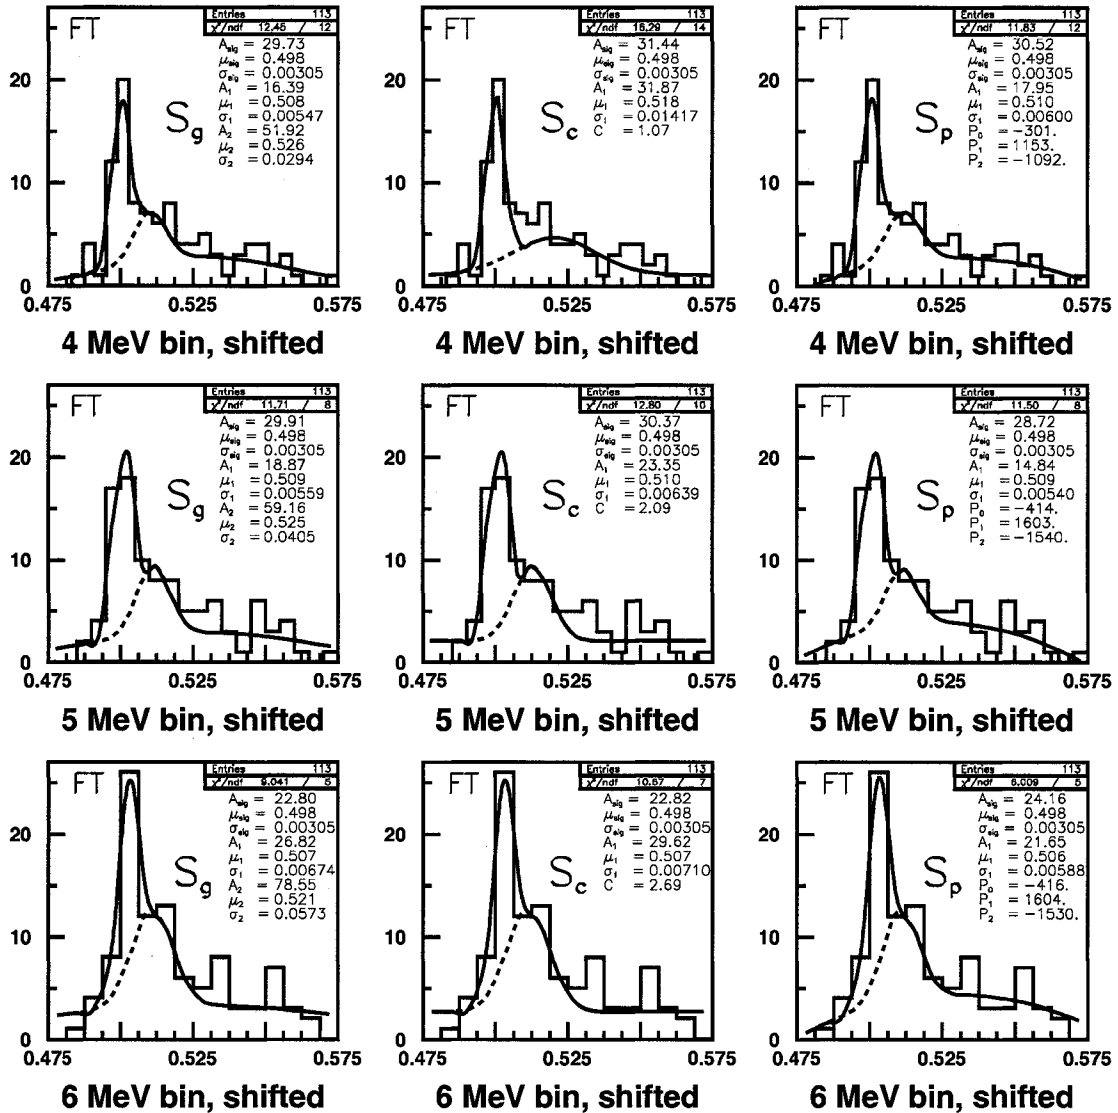 FT
Entries 113
χ²/ndf 12.45 / 12
A_sig = 29.73
μ_sig = 0.498
σ_sig = 0.00305
A_1 = 16.39
μ_1 = 0.508
σ_1 = 0.00547
A_2 = 51.92
μ_2 = 0.526
σ_2 = 0.0294
S_g
20
10
0
0.475 0.525 0.575
4 MeV bin, shifted
FT
Entries 113
χ²/ndf 16.29 / 14
A_sig = 31.44
μ_sig = 0.498
σ_sig = 0.00305
A_1 = 31.87
μ_1 = 0.518
σ_1 = 0.01417
C = 1.07
S_c
20
10
0
0.475 0.525 0.575
4 MeV bin, shifted
FT
Entries 113
χ²/ndf 11.83 / 12
A_sig = 30.52
μ_sig = 0.498
σ_sig = 0.00305
A_1 = 17.95
μ_1 = 0.510
σ_1 = 0.00600
P_0 = -301.
P_1 = 1153.
P_2 = -1092.
S_p
20
10
0
0.475 0.525 0.575
4 MeV bin, shifted
FT
Entries 113
χ²/ndf 11.71 / 8
A_sig = 29.91
μ_sig = 0.498
σ_sig = 0.00305
A_1 = 18.87
μ_1 = 0.509
σ_1 = 0.00559
A_2 = 59.16
μ_2 = 0.525
σ_2 = 0.0405
S_g
20
10
0
0.475 0.525 0.575
5 MeV bin, shifted
FT
Entries 113
χ²/ndf 12.80 / 10
A_sig = 30.37
μ_sig = 0.498
σ_sig = 0.00305
A_1 = 23.35
μ_1 = 0.510
σ_1 = 0.00639
C = 2.09
S_c
20
10
0
0.475 0.525 0.575
5 MeV bin, shifted
FT
Entries 113
χ²/ndf 11.50 / 8
A_sig = 28.72
μ_sig = 0.498
σ_sig = 0.00305
A_1 = 14.84
μ_1 = 0.509
σ_1 = 0.00540
P_0 = -414.
P_1 = 1603.
P_2 = -1540.
S_p
20
10
0
0.475 0.525 0.575
5 MeV bin, shifted
FT
Entries 113
χ²/ndf 9.041 / 5
A_sig = 22.80
μ_sig = 0.498
σ_sig = 0.00305
A_1 = 26.82
μ_1 = 0.507
σ_1 = 0.00674
A_2 = 78.55
μ_2 = 0.521
σ_2 = 0.0573
S_g
20
10
0
0.475 0.525 0.575
6 MeV bin, shifted
FT
Entries 113
χ²/ndf 10.67 / 7
A_sig = 22.82
μ_sig = 0.498
σ_sig = 0.00305
A_1 = 29.62
μ_1 = 0.507
σ_1 = 0.00710
C = 2.69
S_c
20
10
0
0.475 0.525 0.575
6 MeV bin, shifted
FT
Entries 113
χ²/ndf 6.009 / 5
A_sig = 24.16
μ_sig = 0.498
σ_sig = 0.00305
A_1 = 21.65
μ_1 = 0.506
σ_1 = 0.00588
P_0 = -416.
P_1 = 1604.
P_2 = -1530.
S_p
20
10
0
0.475 0.525 0.575
6 MeV bin, shifted